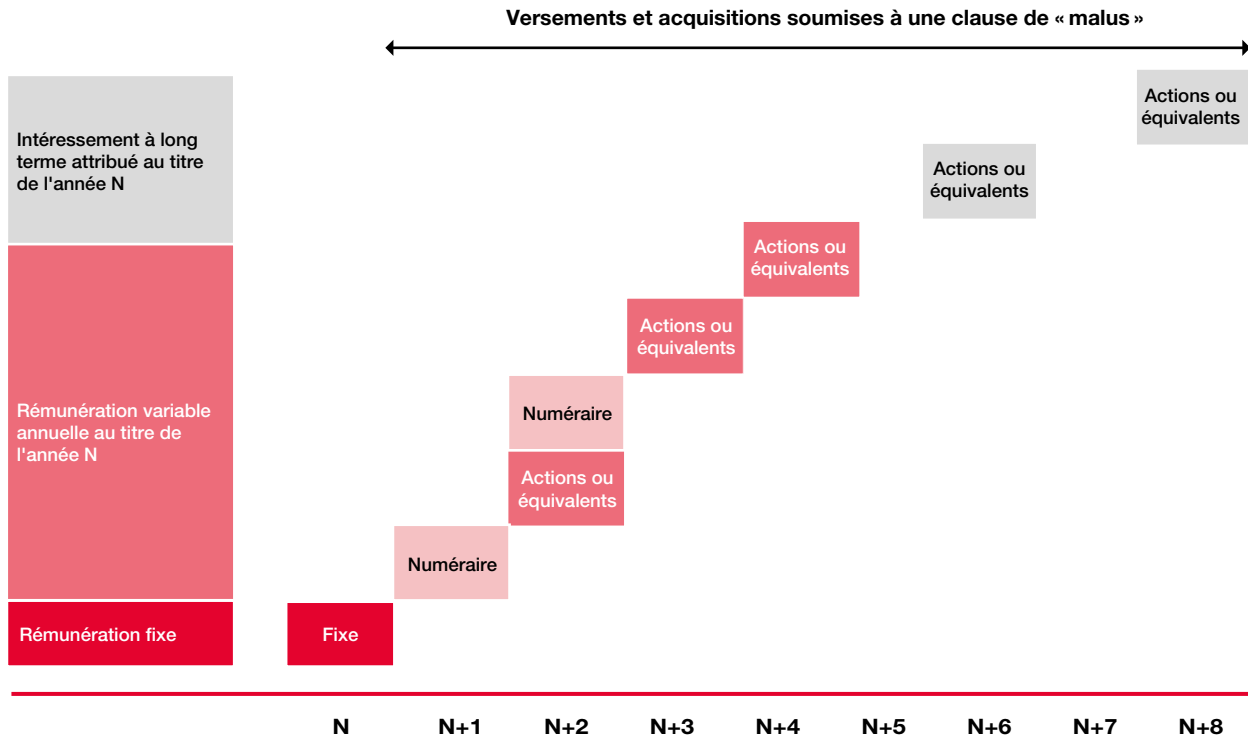 Versements et acquisitions soumises à une clause de « malus »
Intéressement à long
terme attribué au titre
de l'année N
Actions ou
équivalents
Actions ou
équivalents
Rémunération variable
annuelle au titre de
l'année N
Actions ou
équivalents
Actions ou
équivalents
Numéraire
Actions ou
équivalents
Numéraire
Rémunération fixe
Fixe
N N+1 N+2 N+3 N+4 N+5 N+6 N+7 N+8